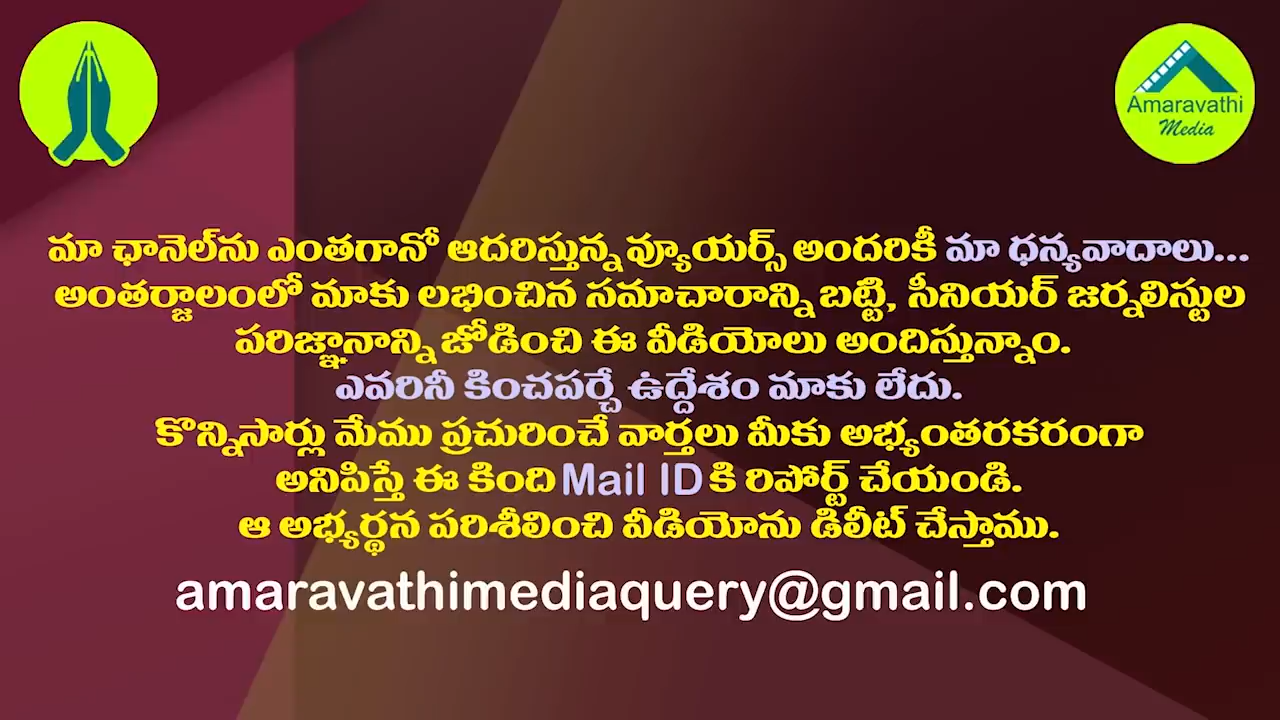 Amaravathi
Media
మా ఛానెల్‌ను ఎంతగానో ఆదరిస్తున్న వ్యూయర్స్ అందరికీ మా ధన్యవాదాలు...
అంతర్జాలంలో మాకు లభించిన సమాచారాన్ని బట్టి, సీనియర్ జర్నలిస్టుల
పరిజ్ఞానాన్ని జోడించి ఈ వీడియోలు అందిస్తున్నాం.
ఎవరినీ కించపర్చే ఉద్దేశం మాకు లేదు.
కొన్నిసార్లు మేము ప్రచురించే వార్తలు మీకు అభ్యంతరకరంగా
అనిపిస్తే ఈ కింది Mail ID కి రిపోర్ట్ చేయండి.
ఆ అభ్యర్థన పరిశీలించి వీడియోను డిలీట్ చేస్తాము.
amaravathimediaquery@gmail.com